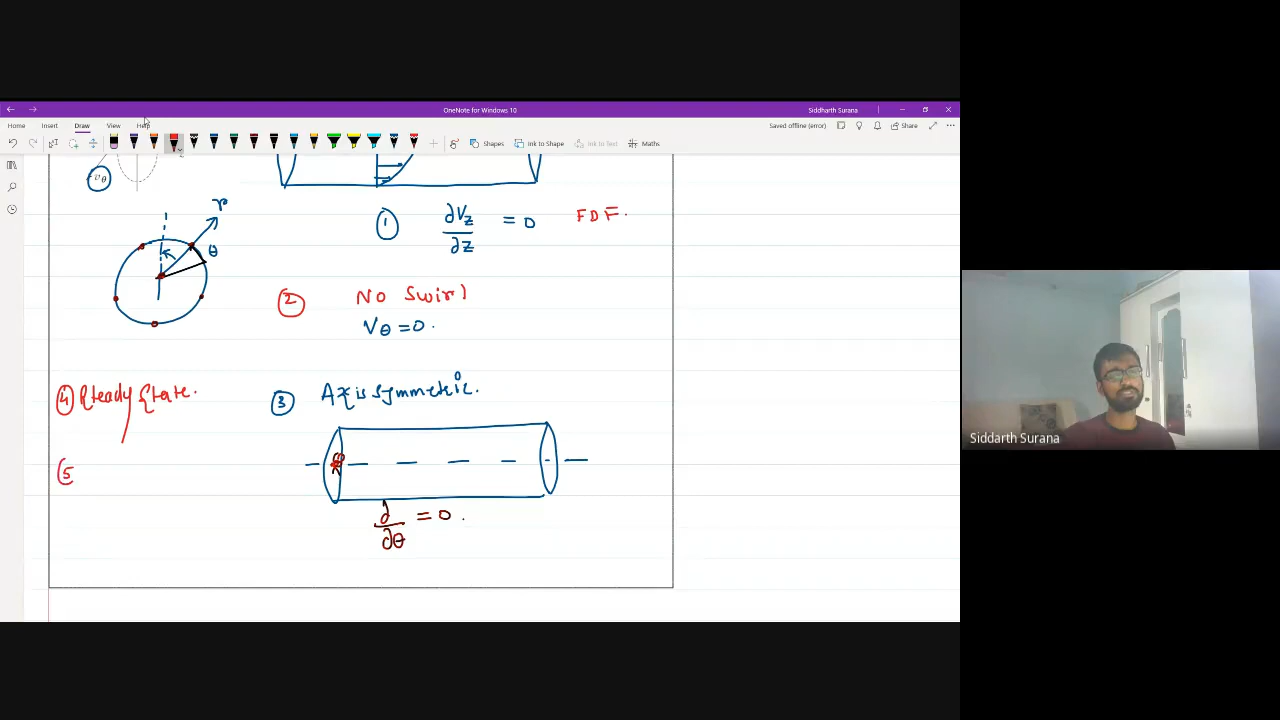 OneNote for Windows 10
Siddharth Surana
Home Insert Draw View Help
Saved offline (error) Share
Shapes Ink to Shape Ink to Text Maths
vθ
r
θ
① ∂Vz/∂z = 0 FDF.
② No Swirl
Vθ = 0.
④ Steady State.
③ Axis symmetric.
⑤
∂/∂θ = 0.
Siddarth Surana